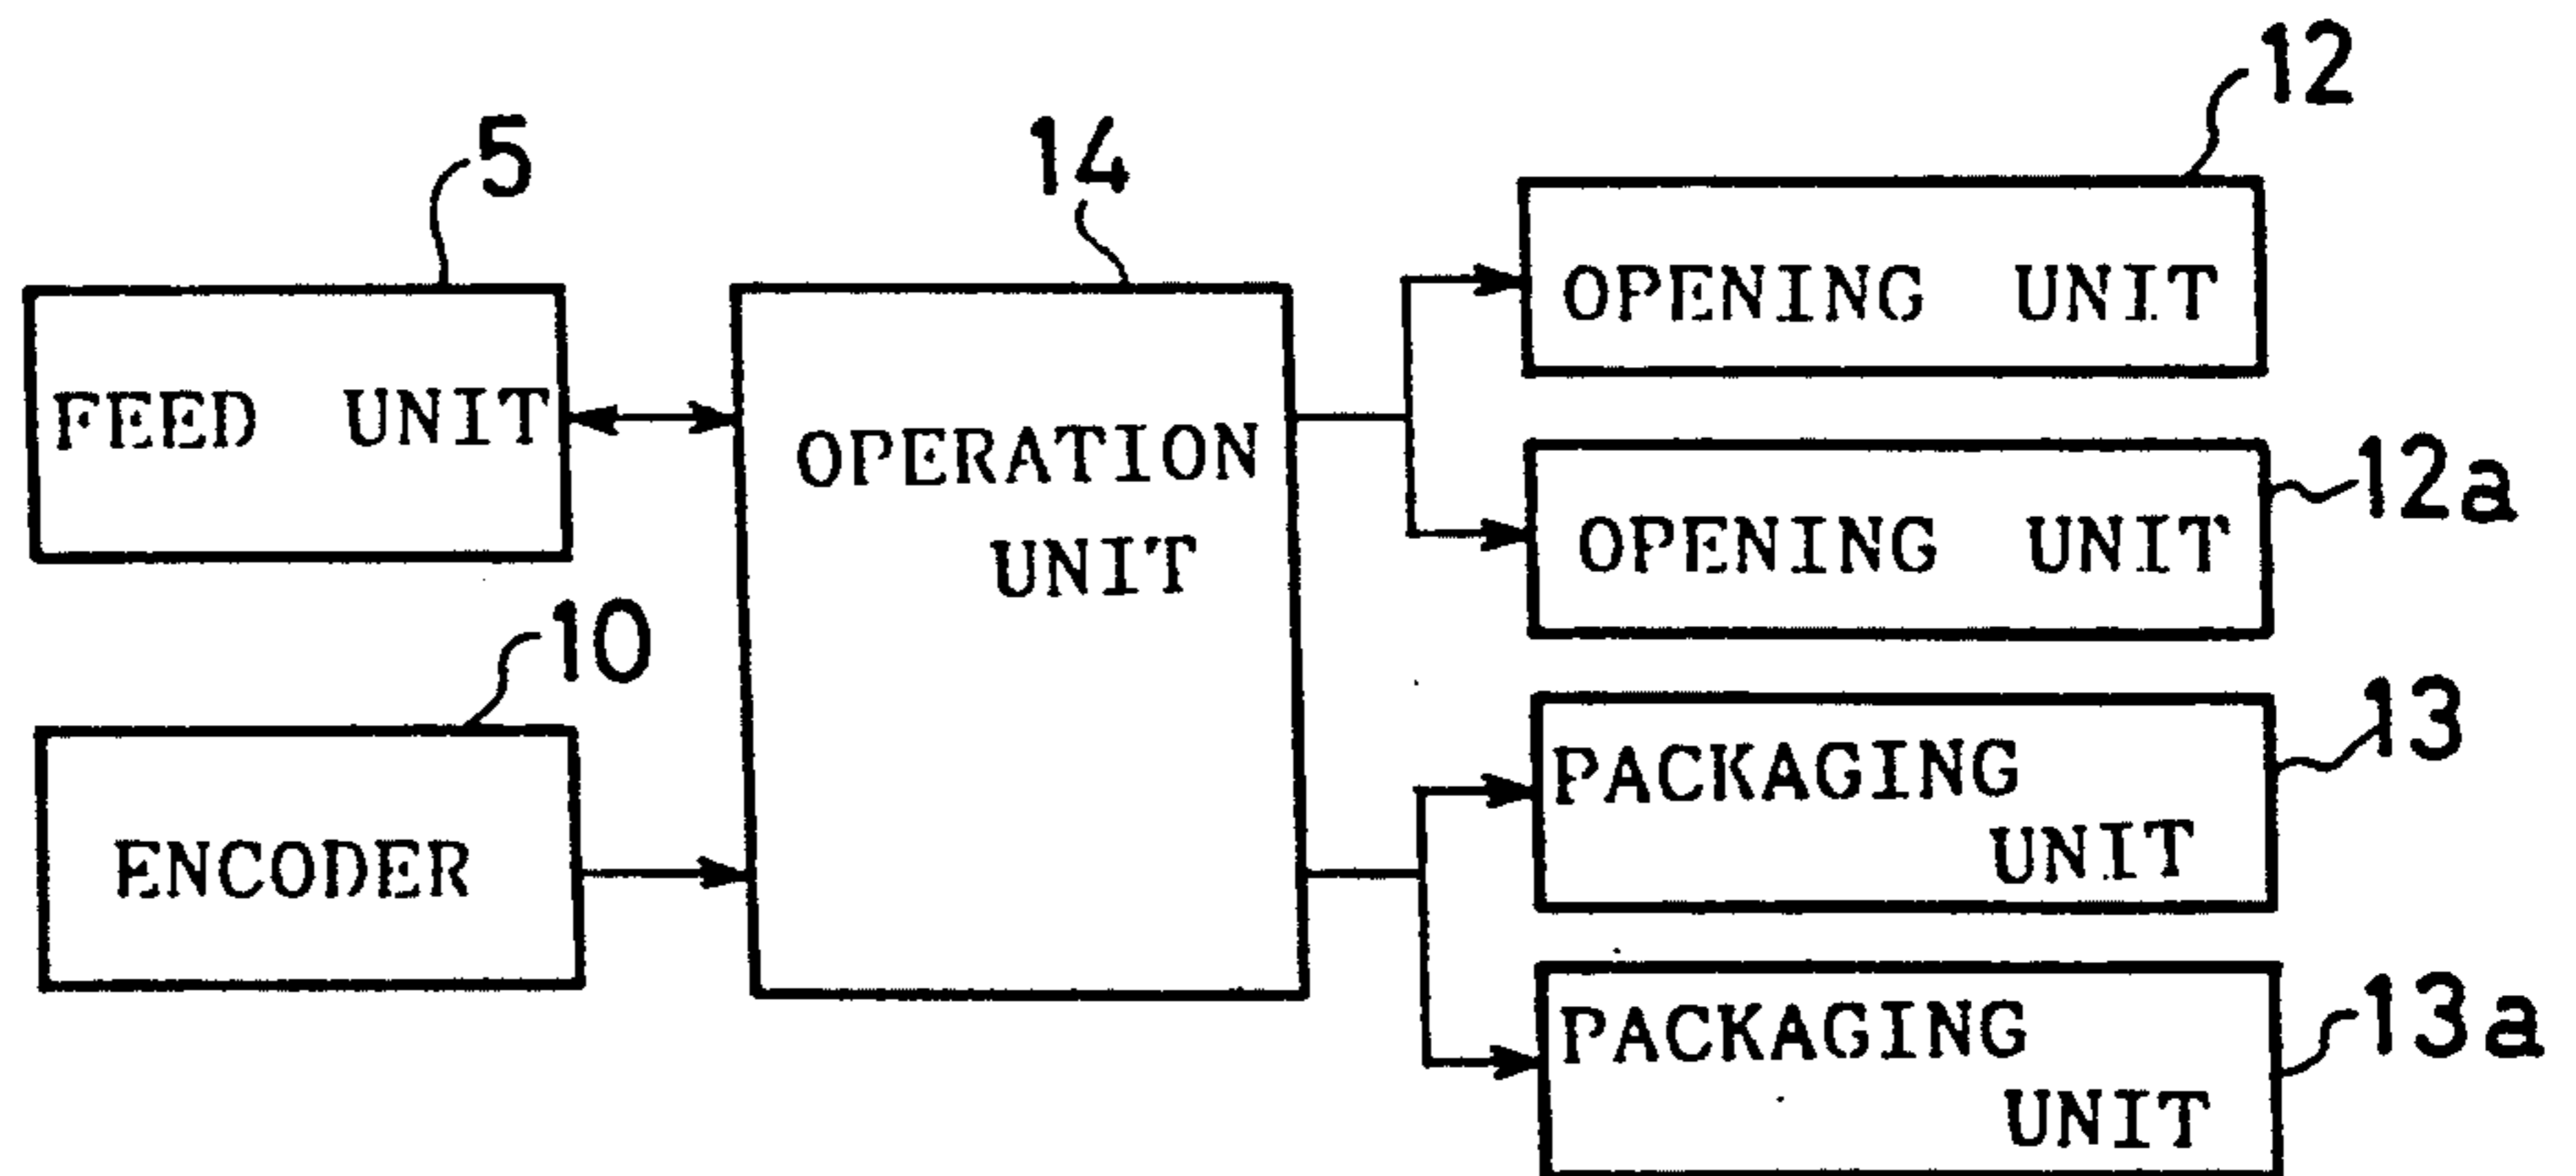 5
FEED UNIT
10
ENCODER
14
OPERATION
UNIT
12
OPENING UNIT
12a
OPENING UNIT
13
PACKAGING
UNIT
13a
PACKAGING
UNIT